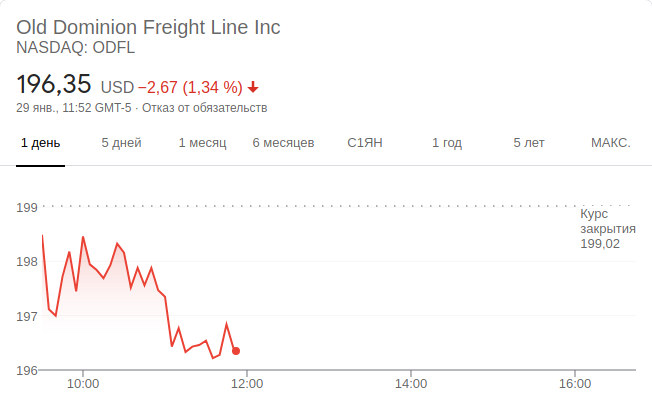 Old Dominion Freight Line Inc
NASDAQ: ODFL
196,35 USD −2,67 (1,34 %)
29 янв., 11:52 GMT-5 · Отказ от обязательств
1 день 5 дней 1 месяц 6 месяцев С1ЯН 1 год 5 лет МАКС.
199
Курс
закрытия
199,02
198
197
196
10:00 12:00 14:00 16:00